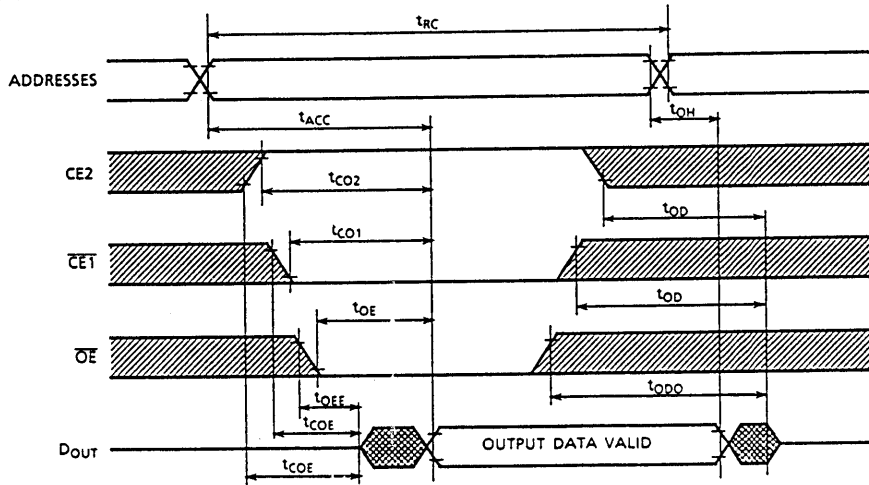 tRC
ADDRESSES
tACC
tOH
CE2
tCO2
tOD
CE1
tCO1
tOD
OE
tOE
tODO
tOEE
tCOE
DOUT
OUTPUT DATA VALID
tCOE